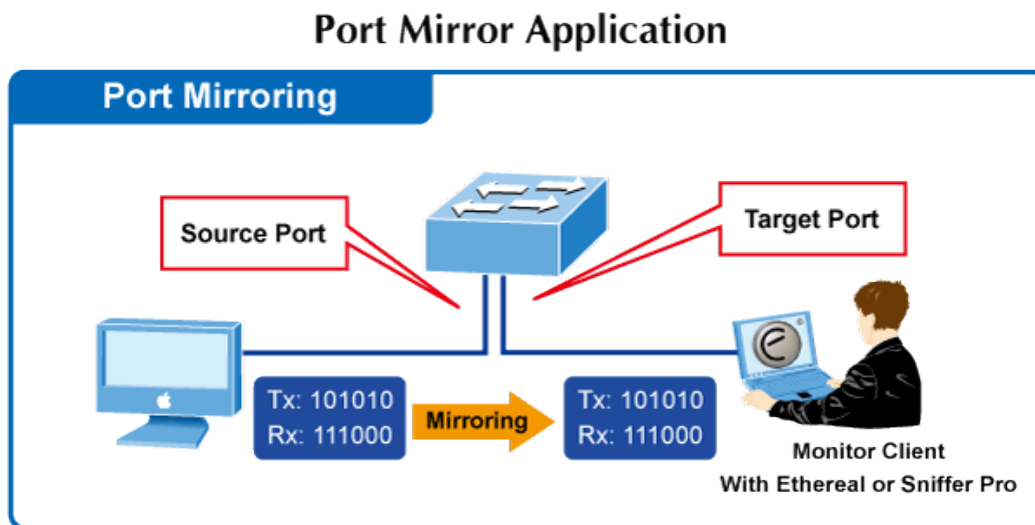 Port Mirror Application
Port Mirroring
Source Port
Target Port
Tx: 101010
Rx: 111000
Mirroring
Tx: 101010
Rx: 111000
Monitor Client
With Ethereal or Sniffer Pro